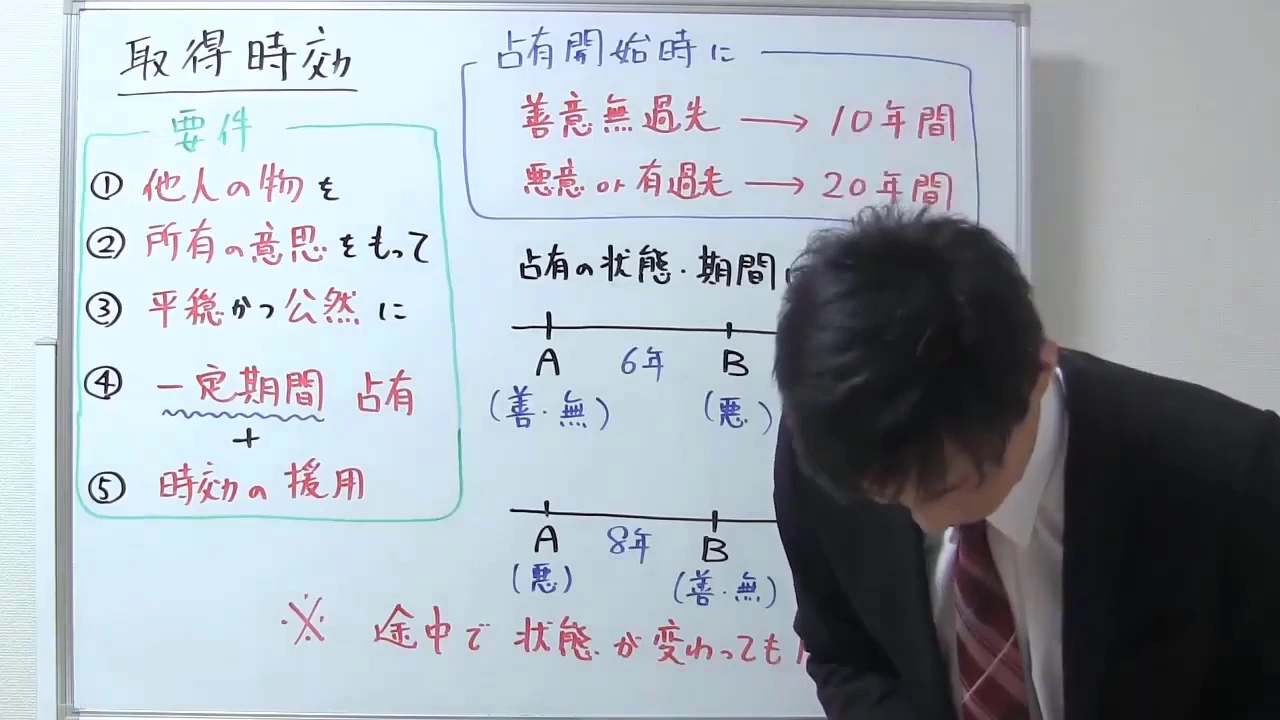 取得時効
要件
① 他人の物を
② 所有の意思をもって
③ 平穏かつ公然に
④ 一定期間 占有
+
⑤ 時効の援用
占有開始時に
善意無過失 → 10年間
悪意 or 有過失 → 20年間
占有の状態・期間
A 6年 B
(善・無) (悪)
A 8年 B
(悪) (善・無)
※ 途中で状態が変わっても